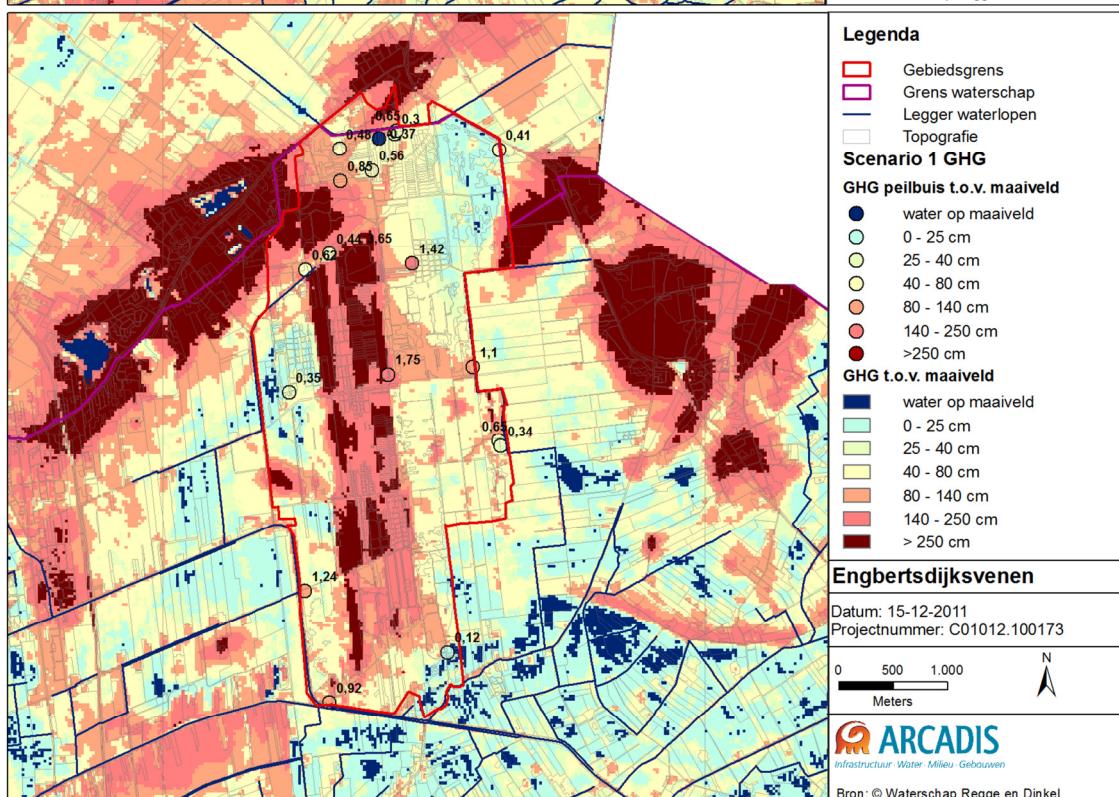 0,65
0,3
0,48
0,37
0,41
0,56
0,85
0,44
0,65
0,62
1,42
1,75
1,1
0,35
0,65
0,34
1,24
0,12
0,92
Legenda
Gebiedsgrens
Grens waterschap
Legger waterlopen
Topografie
Scenario 1 GHG
GHG peilbuis t.o.v. maaiveld
water op maaiveld
0 - 25 cm
25 - 40 cm
40 - 80 cm
80 - 140 cm
140 - 250 cm
>250 cm
GHG t.o.v. maaiveld
water op maaiveld
0 - 25 cm
25 - 40 cm
40 - 80 cm
80 - 140 cm
140 - 250 cm
> 250 cm
Engbertsdijksvenen
Datum: 15-12-2011
Projectnummer: C01012.100173
0 500 1.000
Meters
N
ARCADIS
Infrastructuur · Water · Milieu · Gebouwen
Bron: © Waterschap Regge en Dinkel